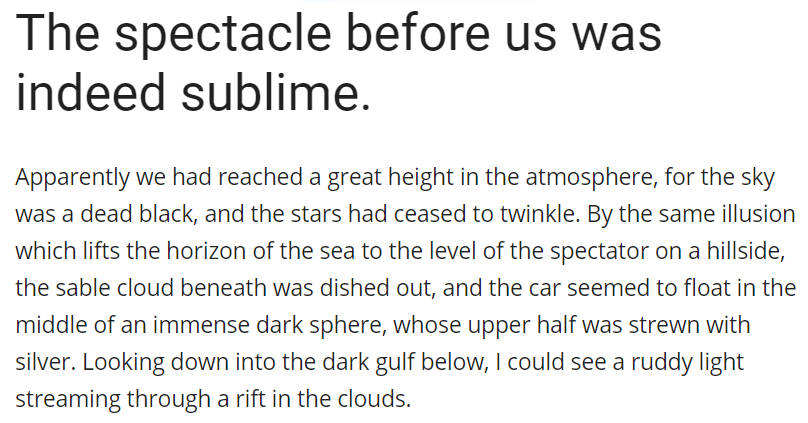 The spectacle before us was
indeed sublime.
Apparently we had reached a great height in the atmosphere, for the sky
was a dead black, and the stars had ceased to twinkle. By the same illusion
which lifts the horizon of the sea to the level of the spectator on a hillside,
the sable cloud beneath was dished out, and the car seemed to float in the
middle of an immense dark sphere, whose upper half was strewn with
silver. Looking down into the dark gulf below, I could see a ruddy light
streaming through a rift in the clouds.